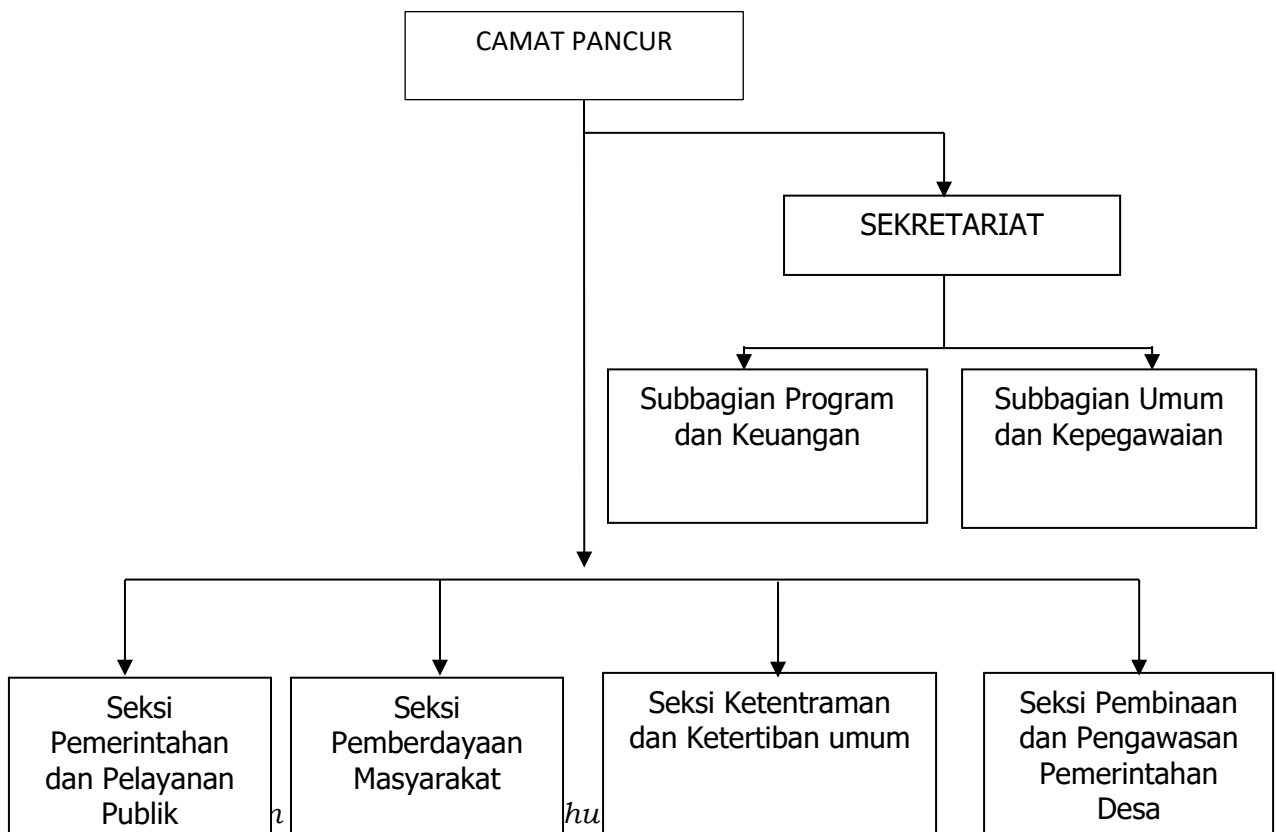 CAMAT PANCUR
SEKRETARIAT
Subbagian Program
dan Keuangan
Subbagian Umum
dan Kepegawaian
Seksi
Pemerintahan
dan Pelayanan
Publik
Seksi
Pemberdayaan
Masyarakat
Seksi Ketentraman
dan Ketertiban umum
Seksi Pembinaan
dan Pengawasan
Pemerintahan
Desa